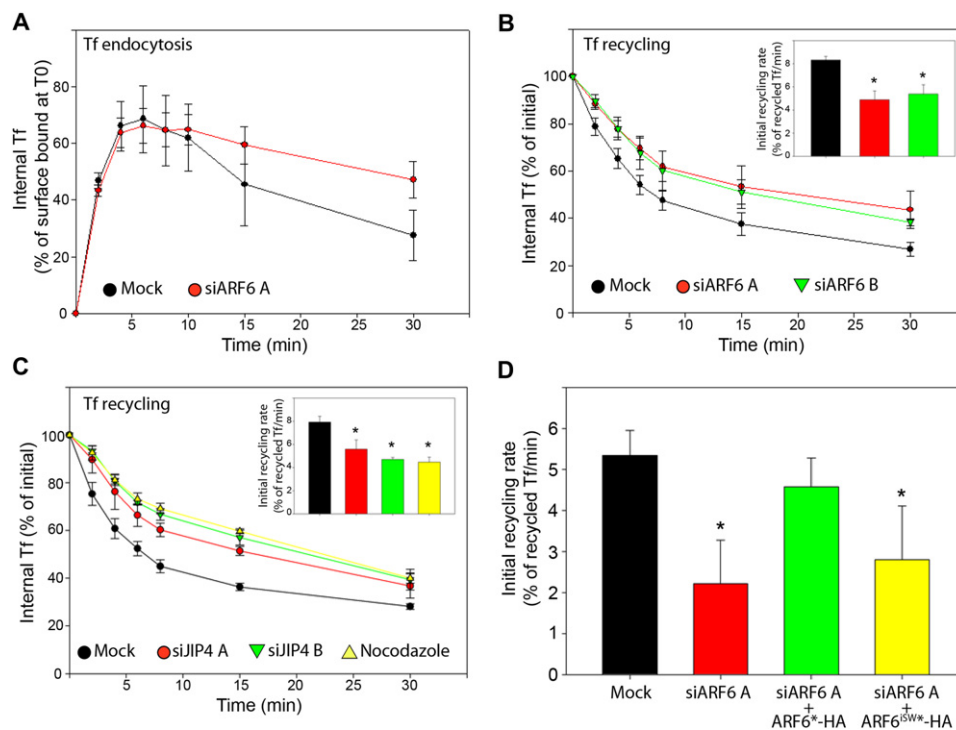 A
Tf endocytosis
Internal Tf
(% of surface bound at T0)
80
60
40
20
0
Mock
siARF6 A
5
10
15
20
25
30
Time (min)
B
Tf recycling
Internal Tf (% of initial)
100
80
60
40
20
0
Initial recycling rate
(% of recycled Tf/min)
8
6
4
2
0
*
*
Mock
siARF6 A
siARF6 B
5
10
15
20
25
30
Time (min)
C
Tf recycling
Internal Tf (% of initial)
100
80
60
40
20
0
Initial recycling rate
(% of recycled Tf/min)
8
6
4
2
0
*
*
*
Mock
siJIP4 A
siJIP4 B
Nocodazole
5
10
15
20
25
30
Time (min)
D
Initial recycling rate
(% of recycled Tf/min)
6
5
4
3
2
1
0
*
*
Mock
siARF6 A
siARF6 A
+
ARF6*-HA
siARF6 A
+
ARF6iSW*-HA